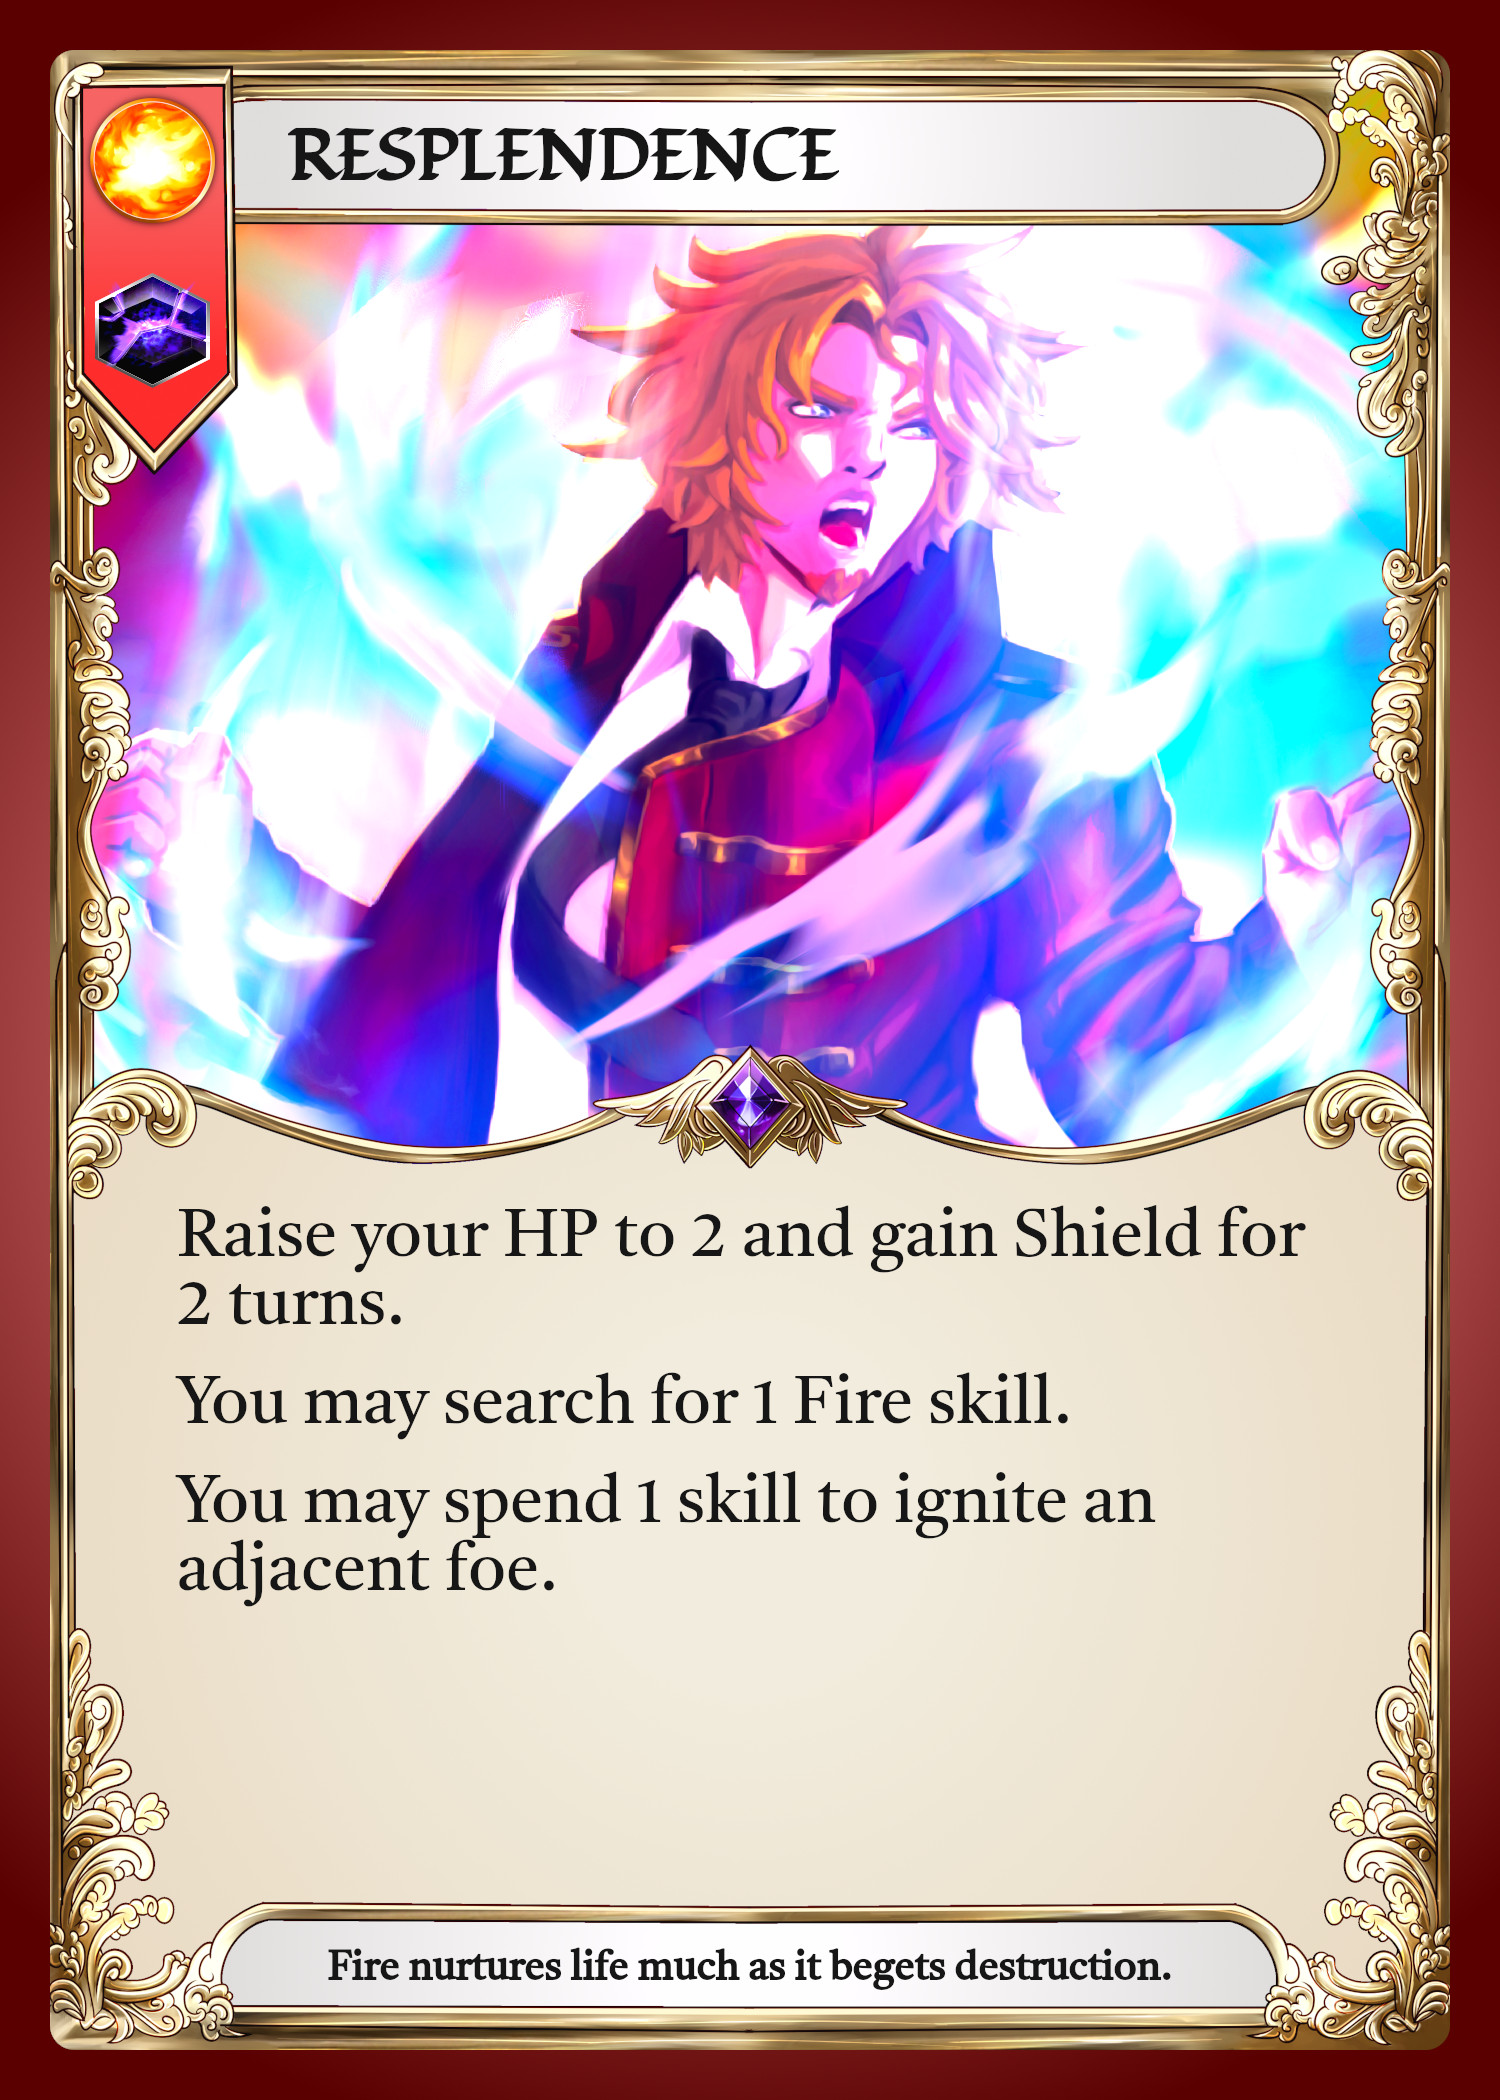 RESPLENDENCE
Raise your HP to 2 and gain Shield for
2 turns.
You may search for 1 Fire skill.
You may spend 1 skill to ignite an
adjacent foe.
Fire nurtures life much as it begets destruction.